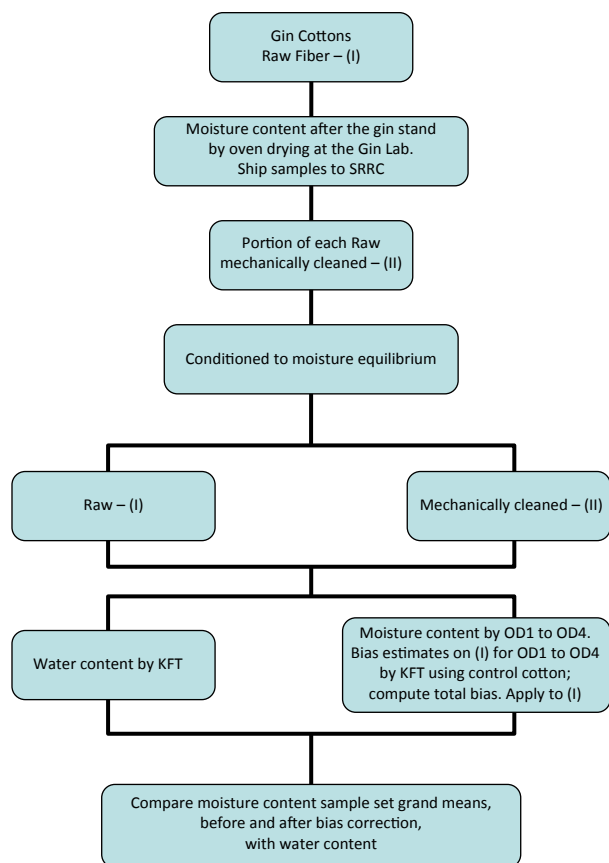 Gin Cottons
Raw Fiber – (I)
Moisture content after the gin stand
by oven drying at the Gin Lab.
Ship samples to SRRC
Portion of each Raw
mechanically cleaned – (II)
Conditioned to moisture equilibrium
Raw – (I)
Mechanically cleaned – (II)
Water content by KFT
Moisture content by OD1 to OD4.
Bias estimates on (I) for OD1 to OD4
by KFT using control cotton;
compute total bias. Apply to (I)
Compare moisture content sample set grand means,
before and after bias correction,
with water content